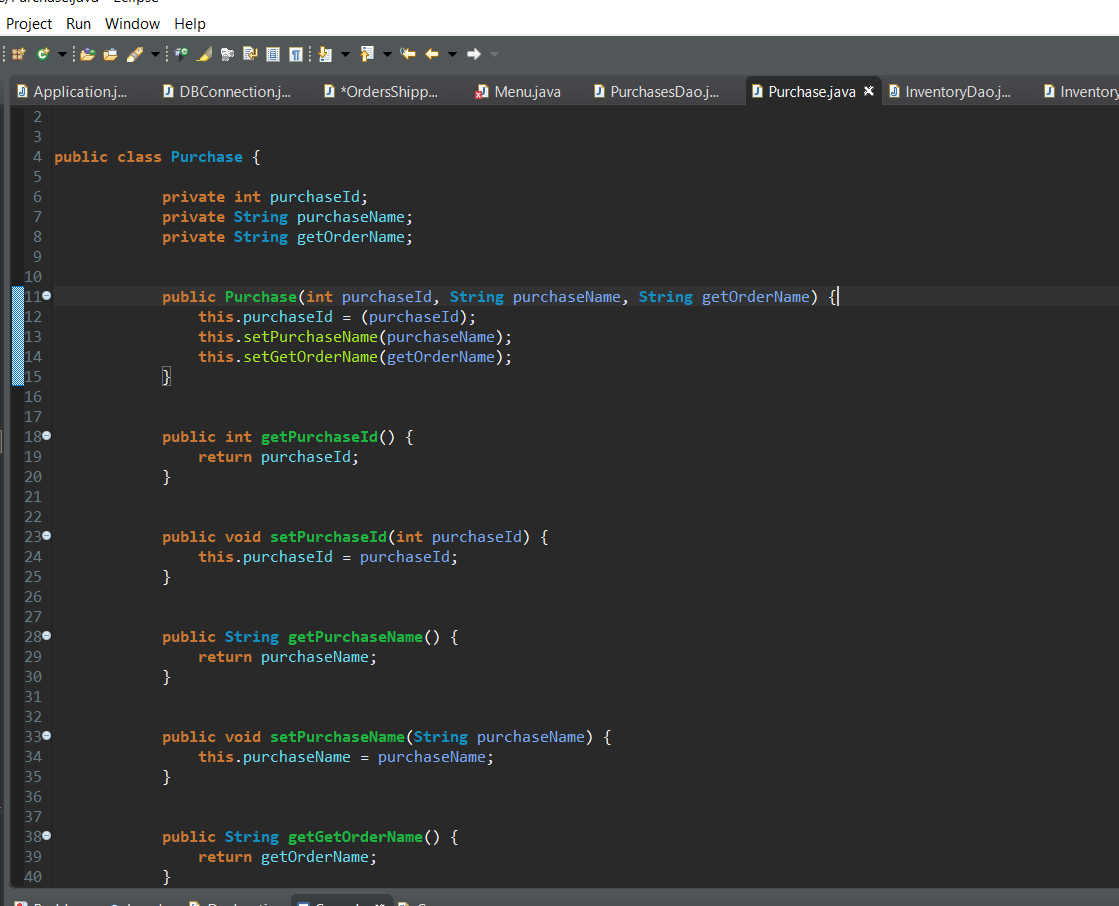 Project Run Window Help
Application.j... DBConnection.j... *OrdersShipp... Menu.java PurchasesDao.j... Purchase.java InventoryDao.j... Inventory
2
3
4 public class Purchase {
5
6 private int purchaseId;
7 private String purchaseName;
8 private String getOrderName;
9
10
11 public Purchase(int purchaseId, String purchaseName, String getOrderName) {
12 this.purchaseId = (purchaseId);
13 this.setPurchaseName(purchaseName);
14 this.setGetOrderName(getOrderName);
15 }
16
17
18 public int getPurchaseId() {
19 return purchaseId;
20 }
21
22
23 public void setPurchaseId(int purchaseId) {
24 this.purchaseId = purchaseId;
25 }
26
27
28 public String getPurchaseName() {
29 return purchaseName;
30 }
31
32
33 public void setPurchaseName(String purchaseName) {
34 this.purchaseName = purchaseName;
35 }
36
37
38 public String getGetOrderName() {
39 return getOrderName;
40 }